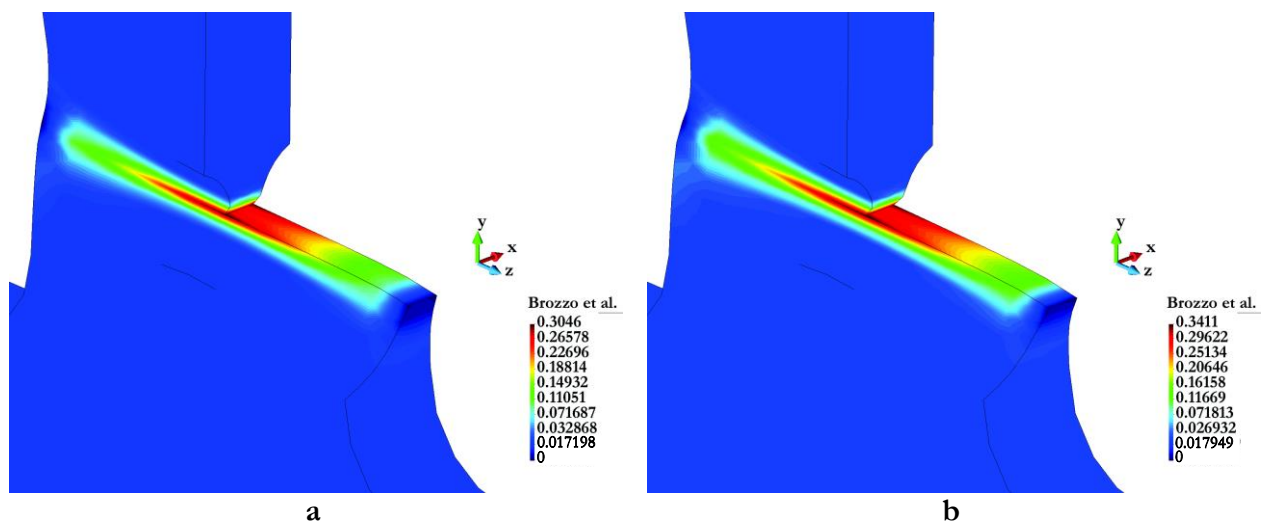 y
x
z
Brozzo et al.
0.3046
0.26578
0.22696
0.18814
0.14932
0.11051
0.071687
0.032868
0.017198
0
a
y
x
z
Brozzo et al.
0.3411
0.29622
0.25134
0.20646
0.16158
0.11669
0.071813
0.026932
0.017949
0
b